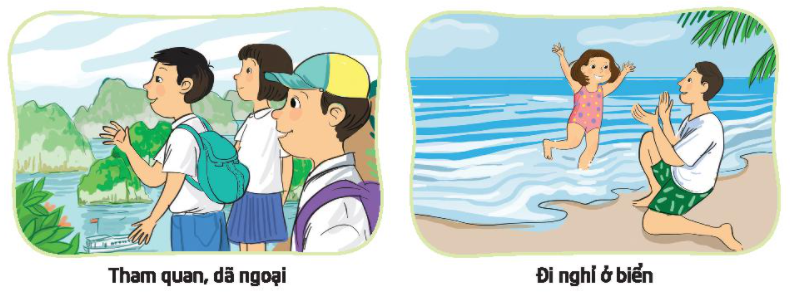 Tham quan, dã ngoại
Đi nghỉ ở biển